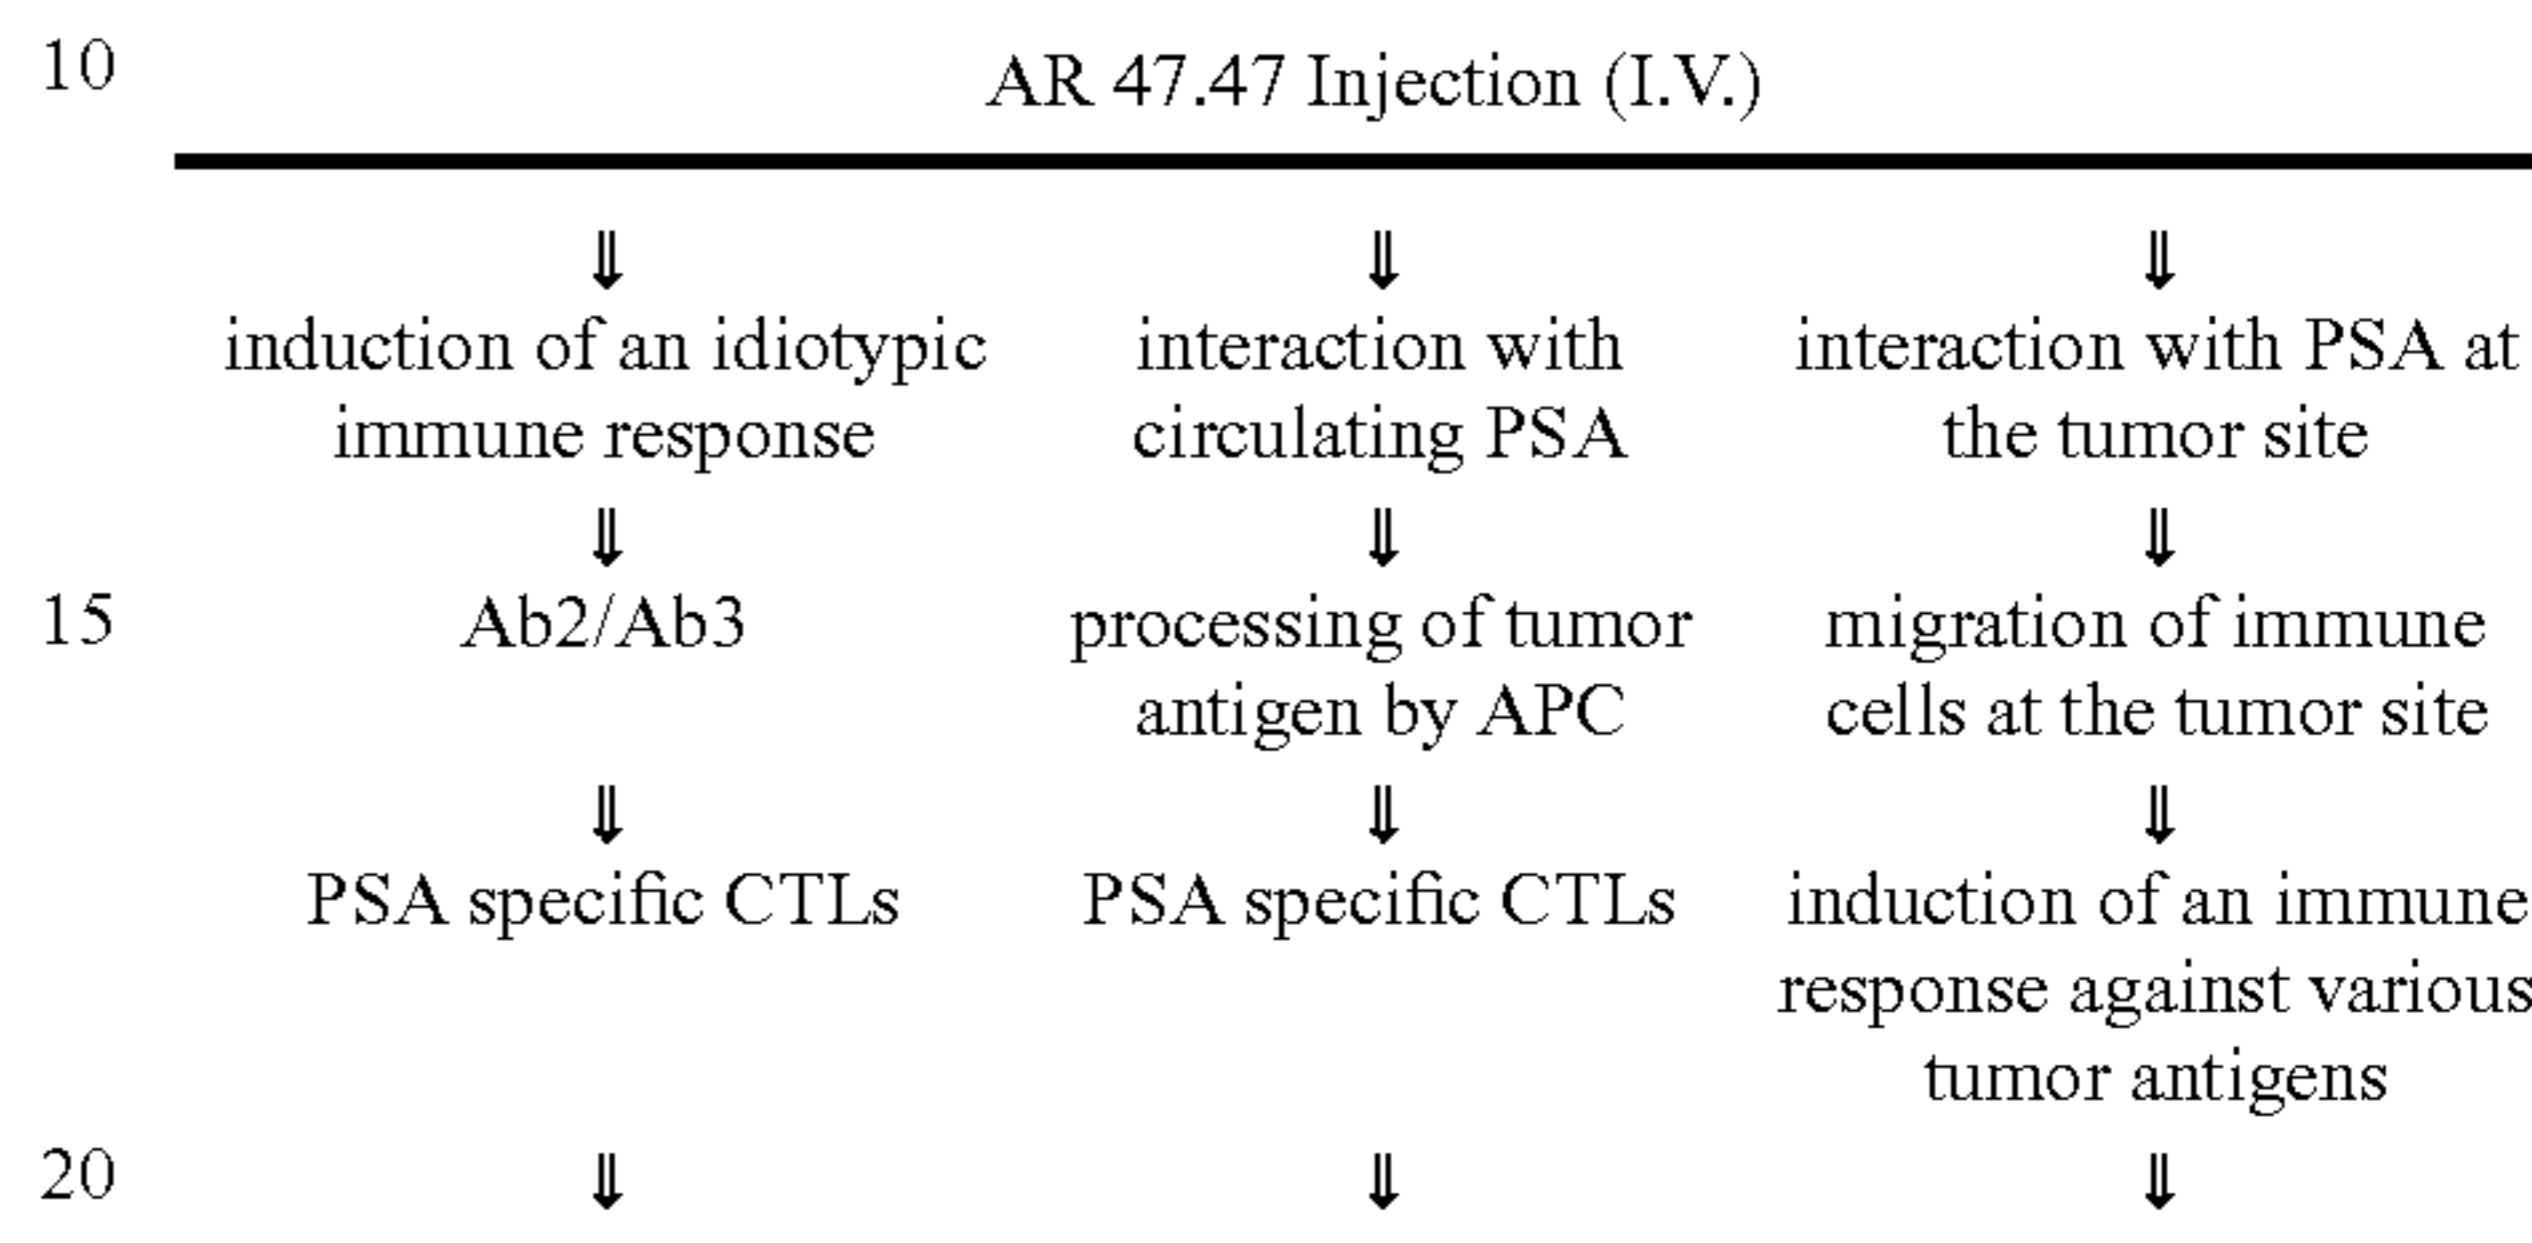 10
AR 47.47 Injection (I.V.)
⇓ ⇓ ⇓
induction of an idiotypic interaction with interaction with PSA at
immune response circulating PSA the tumor site
⇓ ⇓ ⇓
15 Ab2/Ab3 processing of tumor migration of immune
antigen by APC cells at the tumor site
⇓ ⇓ ⇓
PSA specific CTLs PSA specific CTLs induction of an immune
response against various
tumor antigens
20 ⇓ ⇓ ⇓